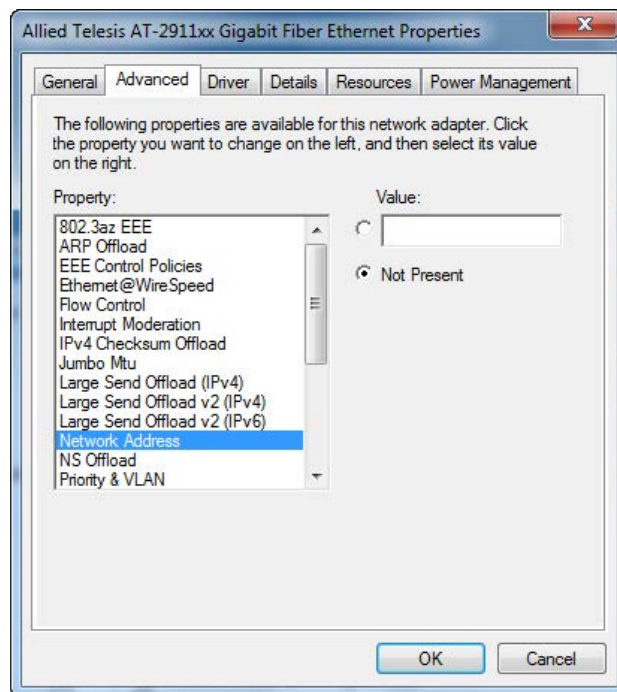 Allied Telesis AT-2911xx Gigabit Fiber Ethernet Properties
General Advanced Driver Details Resources Power Management
The following properties are available for this network adapter. Click
the property you want to change on the left, and then select its value
on the right.
Property:
Value:
802.3az EEE
ARP Offload
EEE Control Policies
Ethernet@WireSpeed
Flow Control
Interrupt Moderation
IPv4 Checksum Offload
Jumbo Mtu
Large Send Offload (IPv4)
Large Send Offload v2 (IPv4)
Large Send Offload v2 (IPv6)
Network Address
NS Offload
Priority & VLAN
Not Present
OK
Cancel